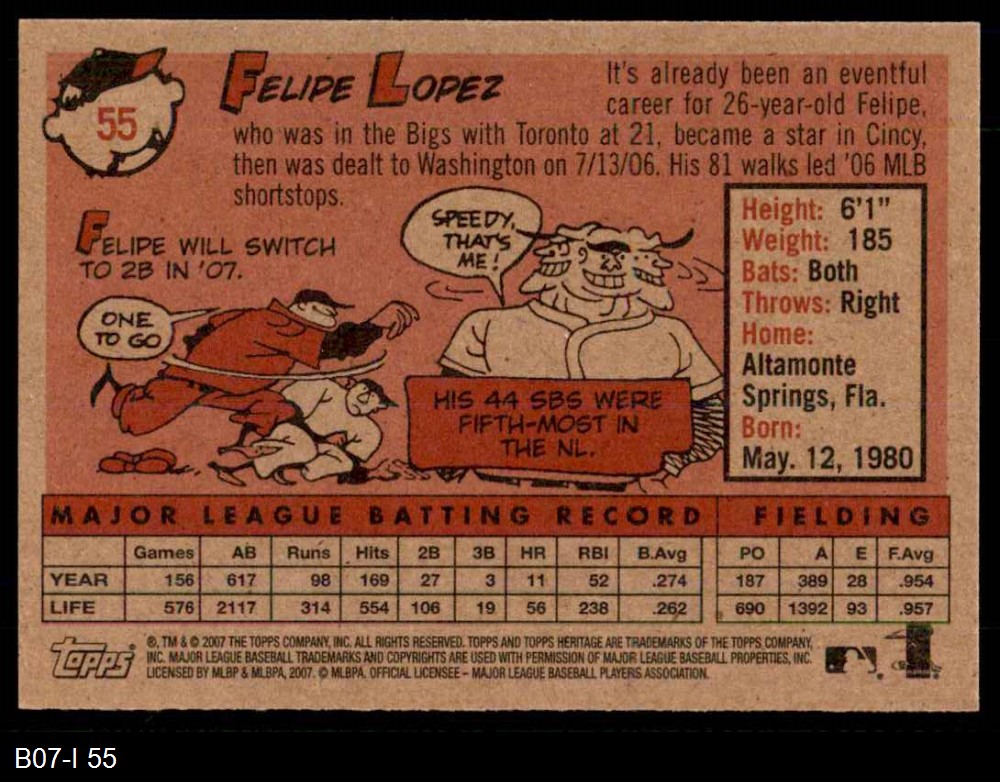 55
FELIPE LOPEZ
It's already been an eventful
career for 26-year-old Felipe,
who was in the Bigs with Toronto at 21, became a star in Cincy,
then was dealt to Washington on 7/13/06. His 81 walks led '06 MLB
shortstops.
FELIPE WILL SWITCH
TO 2B IN '07.
ONE
TO GO
SPEEDY,
THAT'S
ME!
HIS 44 SBS WERE
FIFTH-MOST IN
THE NL.
Height: 6'1"
Weight: 185
Bats: Both
Throws: Right
Home:
Altamonte
Springs, Fla.
Born:
May. 12, 1980
MAJOR LEAGUE BATTING RECORD FIELDING
Games AB Runs Hits 2B 3B HR RBI B.Avg PO A E F.Avg
YEAR 156 617 98 169 27 3 11 52 .274 187 389 28 .954
LIFE 576 2117 314 554 106 19 56 238 .262 690 1392 93 .957
Topps
®, TM & © 2007 THE TOPPS COMPANY, INC. ALL RIGHTS RESERVED. TOPPS AND TOPPS HERITAGE ARE TRADEMARKS OF THE TOPPS COMPANY,
INC. MAJOR LEAGUE BASEBALL TRADEMARKS AND COPYRIGHTS ARE USED WITH PERMISSION OF MAJOR LEAGUE BASEBALL PROPERTIES, INC.
LICENSED BY MLBP & MLBPA, 2007. © MLBPA. OFFICIAL LICENSEE – MAJOR LEAGUE BASEBALL PLAYERS ASSOCIATION.
B07-I 55